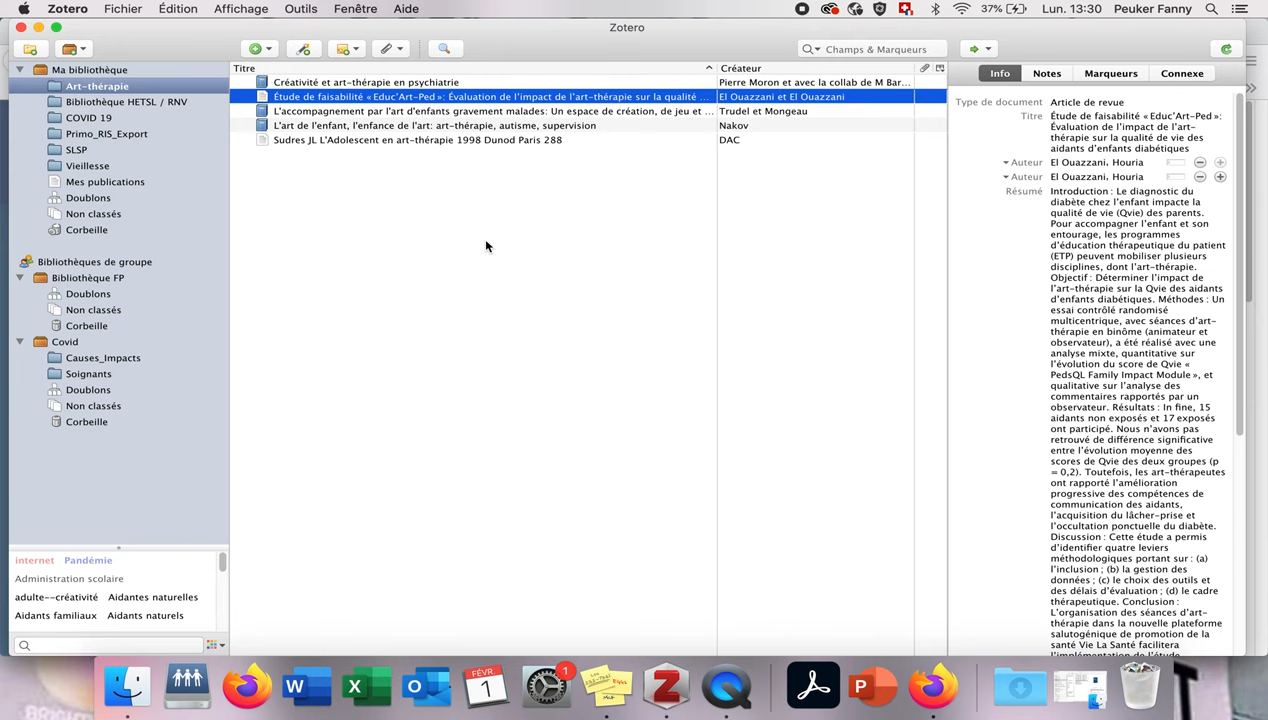 Zotero Fichier Édition Affichage Outils Fenêtre Aide 37% Lun. 13:30 Peuker Fanny
Zotero
Champs & Marqueurs
Ma bibliothèque
Art-thérapie
Bibliothèque HETSL / RNV
COVID 19
Primo_RIS_Export
SLSP
Vieillesse
Mes publications
Doublons
Non classés
Corbeille
Bibliothèques de groupe
Bibliothèque FP
Doublons
Non classés
Corbeille
Covid
Causes_Impacts
Soignants
Doublons
Non classés
Corbeille
internet Pandémie
Administration scolaire
adulte--créativité Aidantes naturelles
Aidants familiaux Aidants naturels
Titre Créateur
Créativité et art-thérapie en psychiatrie Pierre Moron et avec la collab de M Bar...
Étude de faisabilité « Educ'Art-Ped »: Évaluation de l'impact de l'art-thérapie sur la qualité ... El Ouazzani et El Ouazzani
L'accompagnement par l'art d'enfants gravement malades: Un espace de création, de jeu et ... Trudel et Mongeau
L'art de l'enfant, l'enfance de l'art: art-thérapie, autisme, supervision Nakov
Sudres JL L'Adolescent en art-thérapie 1998 Dunod Paris 288 DAC
Info Notes Marqueurs Connexe
Type de document Article de revue
Titre Étude de faisabilité « Educ'Art-Ped »:
Évaluation de l'impact de l'art-
thérapie sur la qualité de vie des
aidants d'enfants diabétiques
Auteur El Ouazzani, Houria
Auteur El Ouazzani, Houria
Résumé Introduction : Le diagnostic du
diabète chez l'enfant impacte la
qualité de vie (Qvie) des parents.
Pour accompagner l'enfant et son
entourage, les programmes
d'éducation thérapeutique du patient
(ETP) peuvent mobiliser plusieurs
disciplines, dont l'art-thérapie.
Objectif : Déterminer l'impact de
l'art-thérapie sur la Qvie des aidants
d'enfants diabétiques. Méthodes : Un
essai contrôlé randomisé
multicentrique, avec séances d'art-
thérapie en binôme (animateur et
observateur), a été réalisé avec une
analyse mixte, quantitative sur
l'évolution du score de Qvie «
PedsQL Family Impact Module », et
qualitative sur l'analyse des
commentaires rapportés par un
observateur. Résultats : In fine, 15
aidants non exposés et 17 exposés
ont participé. Nous n'avons pas
retrouvé de différence significative
entre l'évolution moyenne des
scores de Qvie des deux groupes (p
= 0,2). Toutefois, les art-thérapeutes
ont rapporté l'amélioration
progressive des compétences de
communication des aidants,
l'acquisition du lâcher-prise et
l'occultation ponctuelle du diabète.
Discussion : Cette étude a permis
d'identifier quatre leviers
méthodologiques portant sur : (a)
l'inclusion ; (b) la gestion des
données ; (c) le choix des outils et
des délais d'évaluation ; (d) le cadre
thérapeutique. Conclusion :
L'organisation des séances d'art-
thérapie dans la nouvelle plateforme
salutogénique de promotion de la
santé Vie La Santé facilitera
l'implémentation de l'étude
FÉVR.
1
1